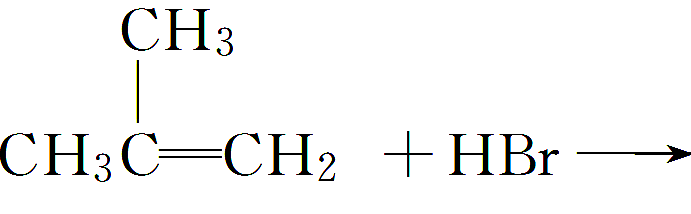 CH3
CH3C=CH2 + HBr ⟶